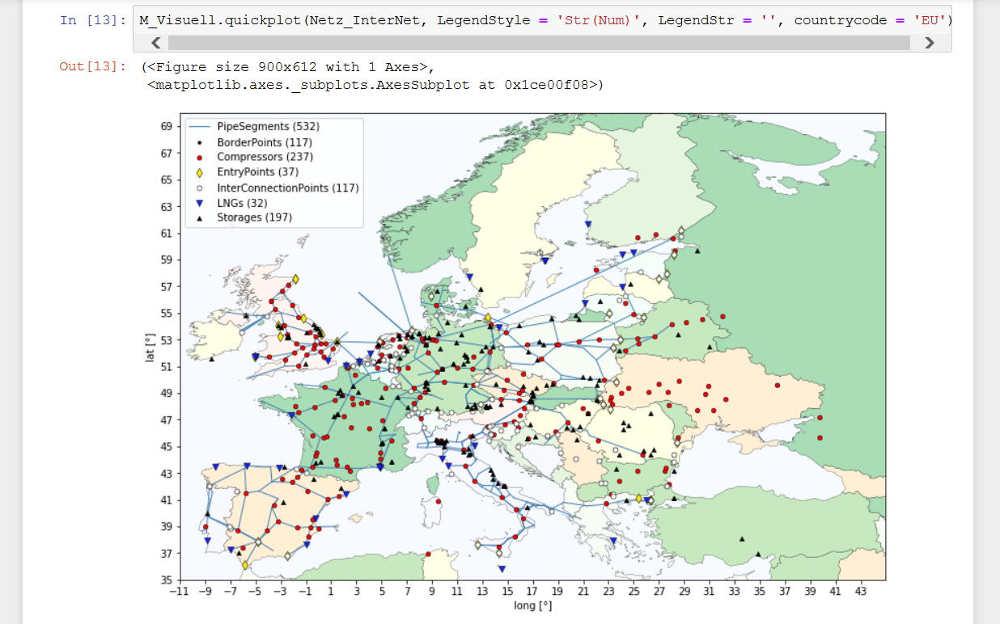 In [13]: M_Visuell.quickplot(Netz_InterNet, LegendStyle = 'Str(Num)', LegendStr = '', countrycode = 'EU')
Out[13]: (<Figure size 900x612 with 1 Axes>,
<matplotlib.axes._subplots.AxesSubplot at 0x1ce00f08>)
PipeSegments (532)
BorderPoints (117)
Compressors (237)
EntryPoints (37)
InterConnectionPoints (117)
LNGs (32)
Storages (197)
69
67
65
63
61
59
57
55
53
51
49
47
45
43
41
39
37
35
lat [°]
−11 −9 −7 −5 −3 −1 1 3 5 7 9 11 13 15 17 19 21 23 25 27 29 31 33 35 37 39 41 43
long [°]